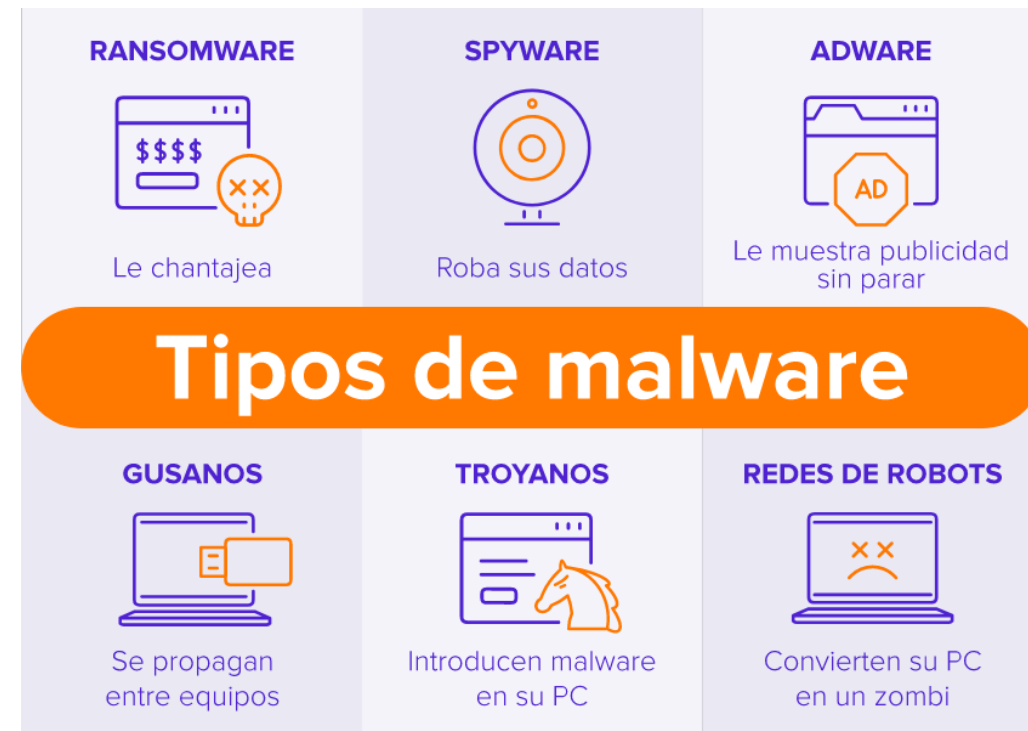 RANSOMWARE
SPYWARE
ADWARE
$$$$
AD
Le chantajea
Roba sus datos
Le muestra publicidad
sin parar
Tipos de malware
GUSANOS
TROYANOS
REDES DE ROBOTS
Se propagan
entre equipos
Introducen malware
en su PC
Convierten su PC
en un zombi